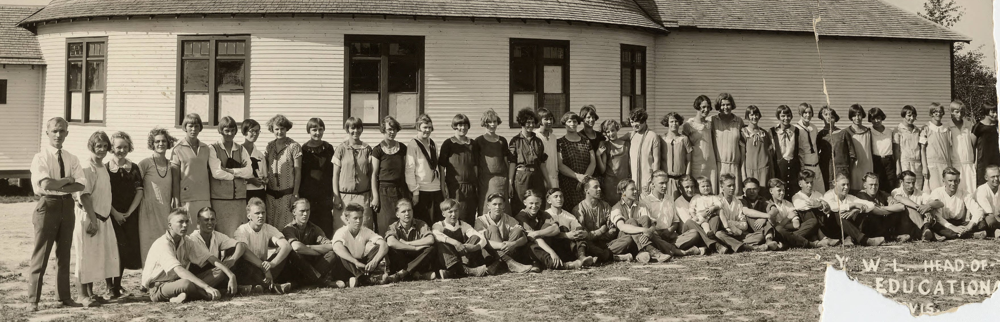 Y W-L. HEAD-OF-
EDUCATIONA
VIS.